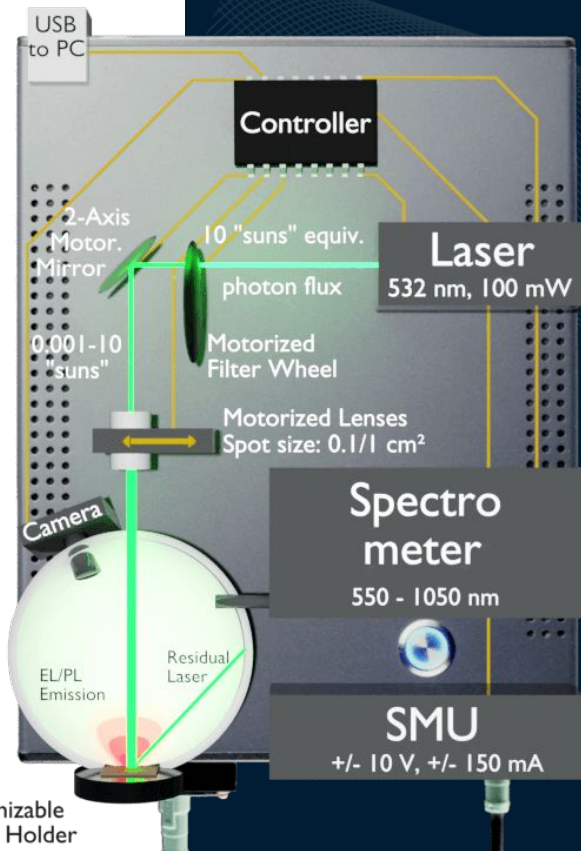 USB
to PC
Controller
2-Axis
Motor.
Mirror
10 "suns" equiv.
photon flux
Laser
532 nm, 100 mW
0.001-10
"suns"
Motorized
Filter Wheel
Motorized Lenses
Spot size: 0.1/1 cm²
Camera
Spectro
meter
550 - 1050 nm
EL/PL
Emission
Residual
Laser
SMU
+/- 10 V, +/- 150 mA
nizable
Holder